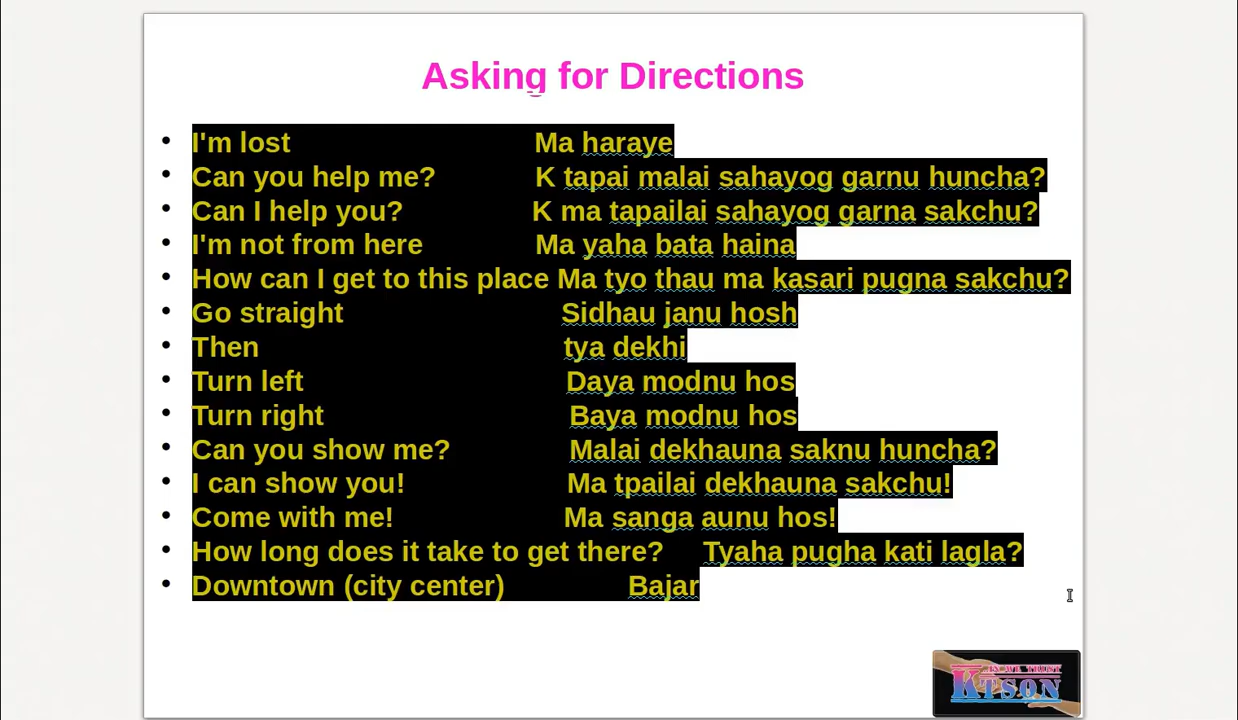 Asking for Directions
• I'm lost Ma haraye
• Can you help me? K tapai malai sahayog garnu huncha?
• Can I help you? K ma tapailai sahayog garna sakchu?
• I'm not from here Ma yaha bata haina
• How can I get to this place Ma tyo thau ma kasari pugna sakchu?
• Go straight Sidhau janu hosh
• Then tya dekhi
• Turn left Daya modnu hos
• Turn right Baya modnu hos
• Can you show me? Malai dekhauna saknu huncha?
• I can show you! Ma tpailai dekhauna sakchu!
• Come with me! Ma sanga aunu hos!
• How long does it take to get there? Tyaha pugha kati lagla?
• Downtown (city center) Bajar
IN WE TRUST
KTSON